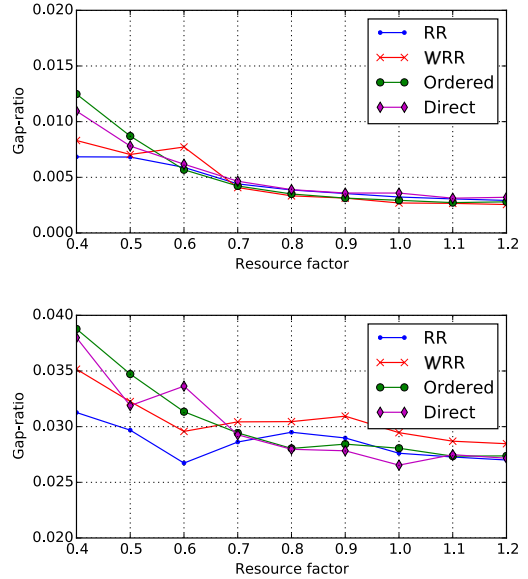 0.020
0.015
0.010
0.005
0.000
Gap-ratio
RR
WRR
Ordered
Direct
0.4 0.5 0.6 0.7 0.8 0.9 1.0 1.1 1.2
Resource factor
0.040
0.035
0.030
0.025
0.020
Gap-ratio
RR
WRR
Ordered
Direct
0.4 0.5 0.6 0.7 0.8 0.9 1.0 1.1 1.2
Resource factor